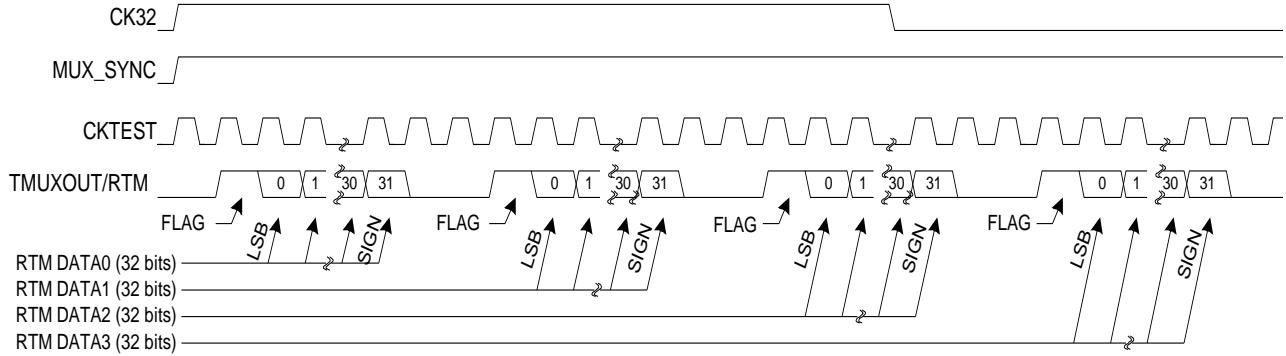 CK32
MUX_SYNC
CKTEST
TMUXOUT/RTM 0 1 30 31 0 1 30 31 0 1 30 31 0 1 30 31
FLAG FLAG FLAG FLAG
LSB SIGN LSB SIGN LSB SIGN LSB SIGN
RTM DATA0 (32 bits)
RTM DATA1 (32 bits)
RTM DATA2 (32 bits)
RTM DATA3 (32 bits)